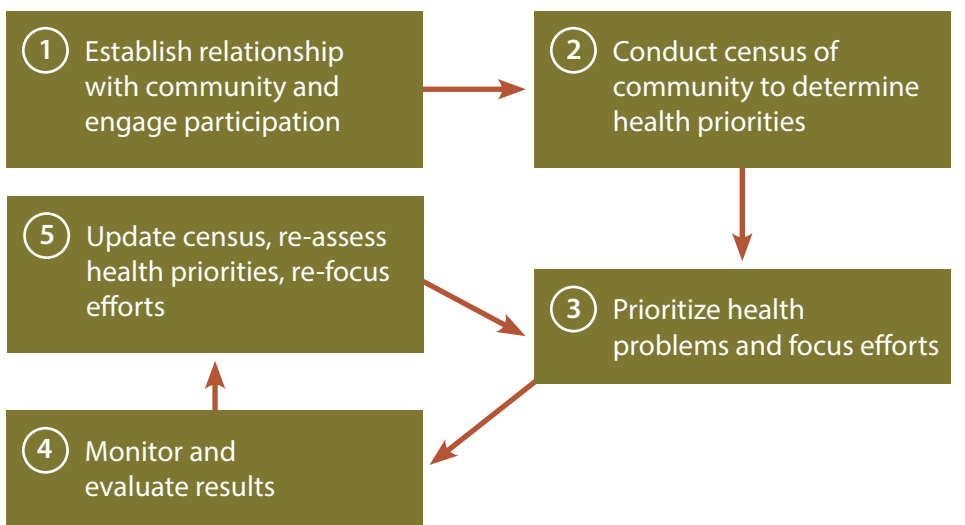 1 Establish relationship
with community and
engage participation
2 Conduct census of
community to determine
health priorities
3 Prioritize health
problems and focus efforts
4 Monitor and
evaluate results
5 Update census, re-assess
health priorities, re-focus
efforts